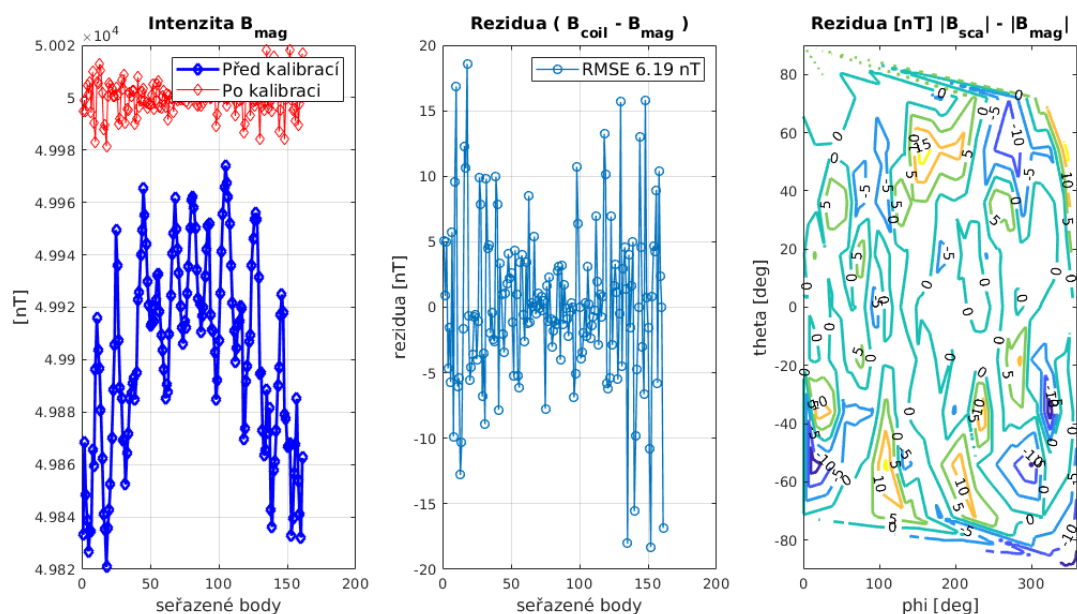 Intenzita B_mag
5.002 ×10⁴
5
4.998
4.996
4.994
4.992
4.99
4.988
4.986
4.984
4.982
[nT]
0 50 100 150 200
seřazené body
Před kalibrací
Po kalibraci
Rezidua ( B_coil - B_mag )
20
15
10
5
0
-5
-10
-15
-20
rezidua [nT]
0 50 100 150 200
seřazené body
RMSE 6.19 nT
Rezidua [nT] |B_sca| - |B_mag|
80
60
40
20
0
-20
-40
-60
-80
theta [deg]
0 100 200 300
phi [deg]